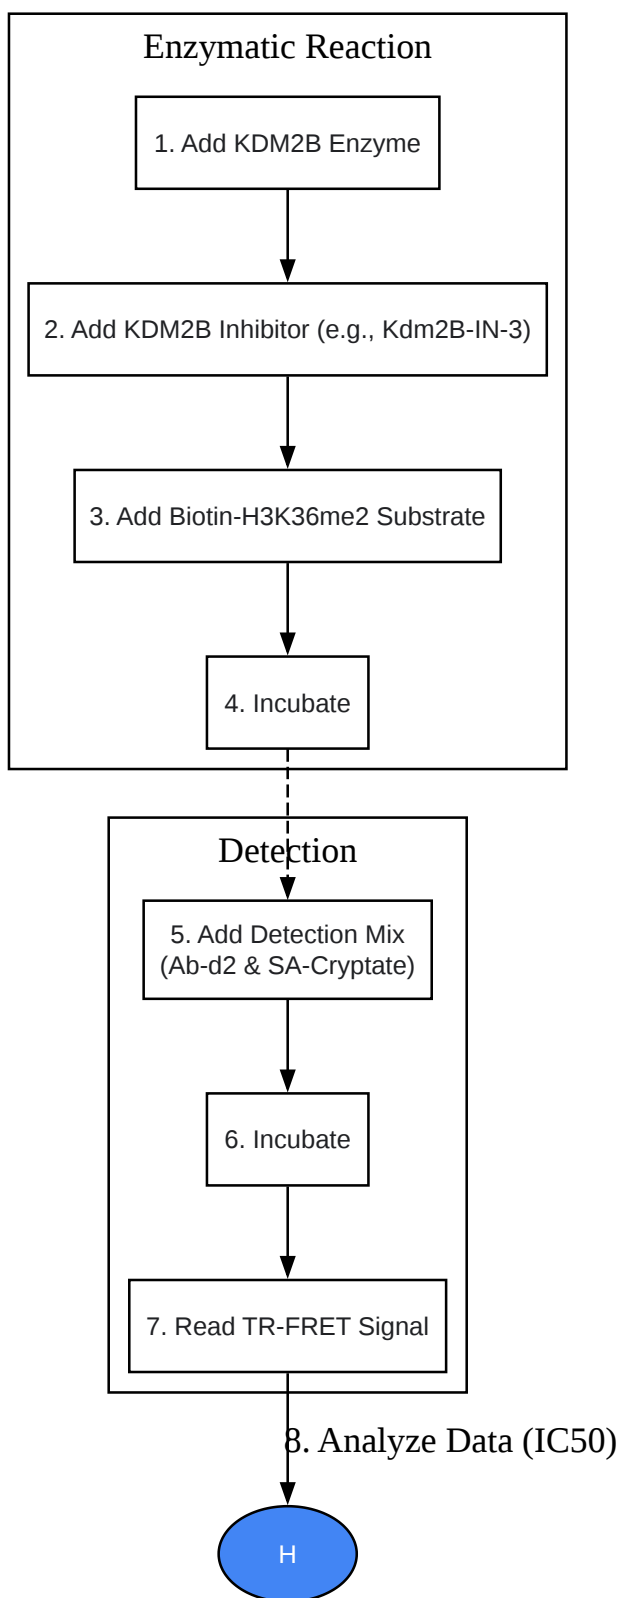 Enzymatic Reaction
1. Add KDM2B Enzyme
2. Add KDM2B Inhibitor (e.g., Kdm2B-IN-3)
3. Add Biotin-H3K36me2 Substrate
4. Incubate
Detection
5. Add Detection Mix
(Ab-d2 & SA-Cryptate)
6. Incubate
7. Read TR-FRET Signal
8. Analyze Data (IC50)
H